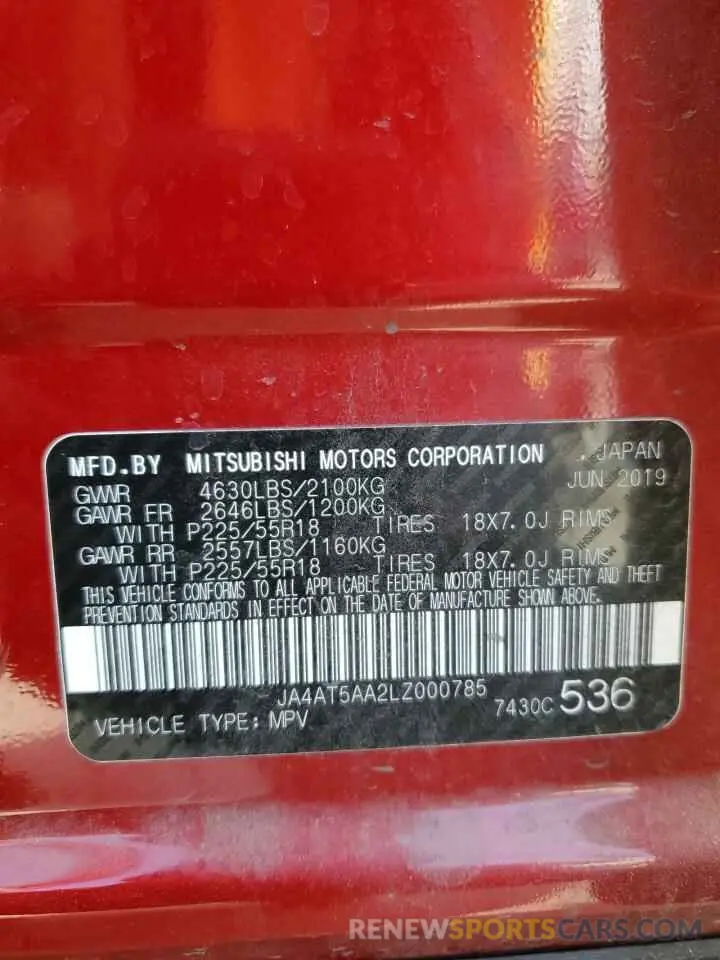 MFD.BY MITSUBISHI MOTORS CORPORATION , JAPAN
GVWR 4630LBS/2100KG JUN 2019
GAWR FR 2646LBS/1200KG
WITH P225/55R18 TIRES 18X7.0J RIMS
GAWR RR 2557LBS/1160KG
WITH P225/55R18 TIRES 18X7.0J RIMS
THIS VEHICLE CONFORMS TO ALL APPLICABLE FEDERAL MOTOR VEHICLE SAFETY AND THEFT
PREVENTION STANDARDS IN EFFECT ON THE DATE OF MANUFACTURE SHOWN ABOVE.
JA4AT5AA2LZ000785
7430C 536
VEHICLE TYPE: MPV
RENEWSPORTSCARS.COM